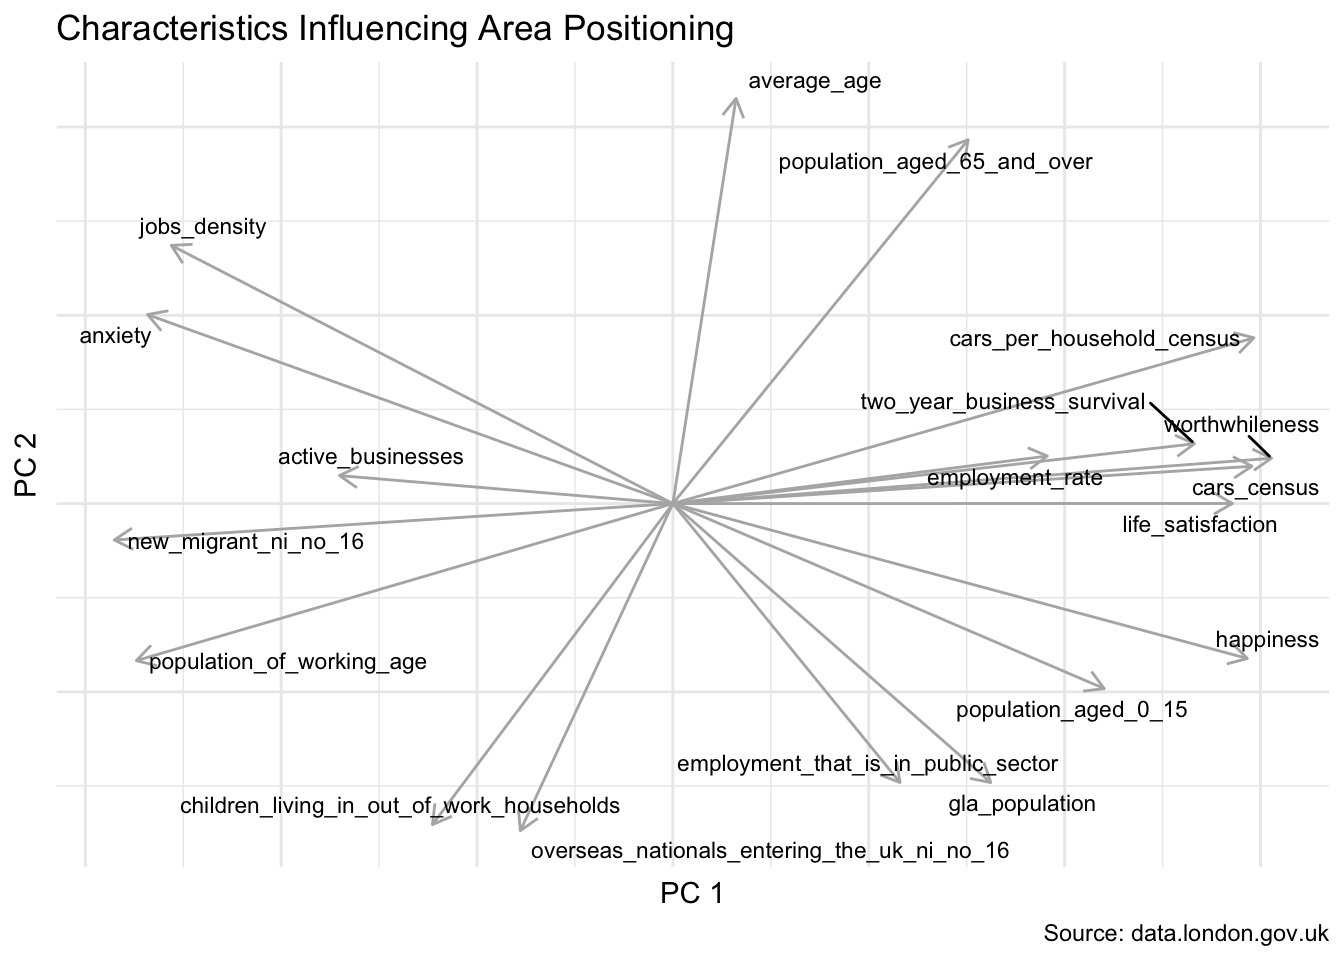 Characteristics Influencing Area Positioning
average_age
population_aged_65_and_over
jobs_density
anxiety
cars_per_household_census
two_year_business_survival
worthwhileness
active_businesses
employment_rate
cars_census
life_satisfaction
new_migrant_ni_no_16
happiness
population_of_working_age
population_aged_0_15
employment_that_is_in_public_sector
gla_population
children_living_in_out_of_work_households
overseas_nationals_entering_the_uk_ni_no_16
PC 2
PC 1
Source: data.london.gov.uk